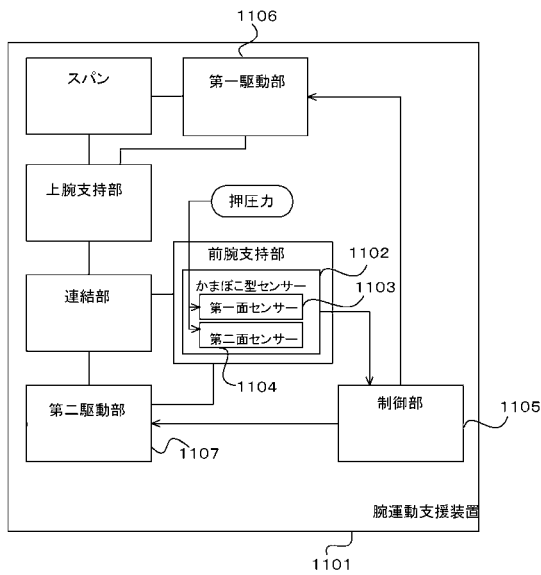 1106
スパン
第一駆動部
上腕支持部
押圧力
前腕支持部
1102
かまぼこ型センサー
1103
第一面センサー
連結部
第二面センサー
1104
第二駆動部
制御部
1105
1107
腕運動支援装置
1101